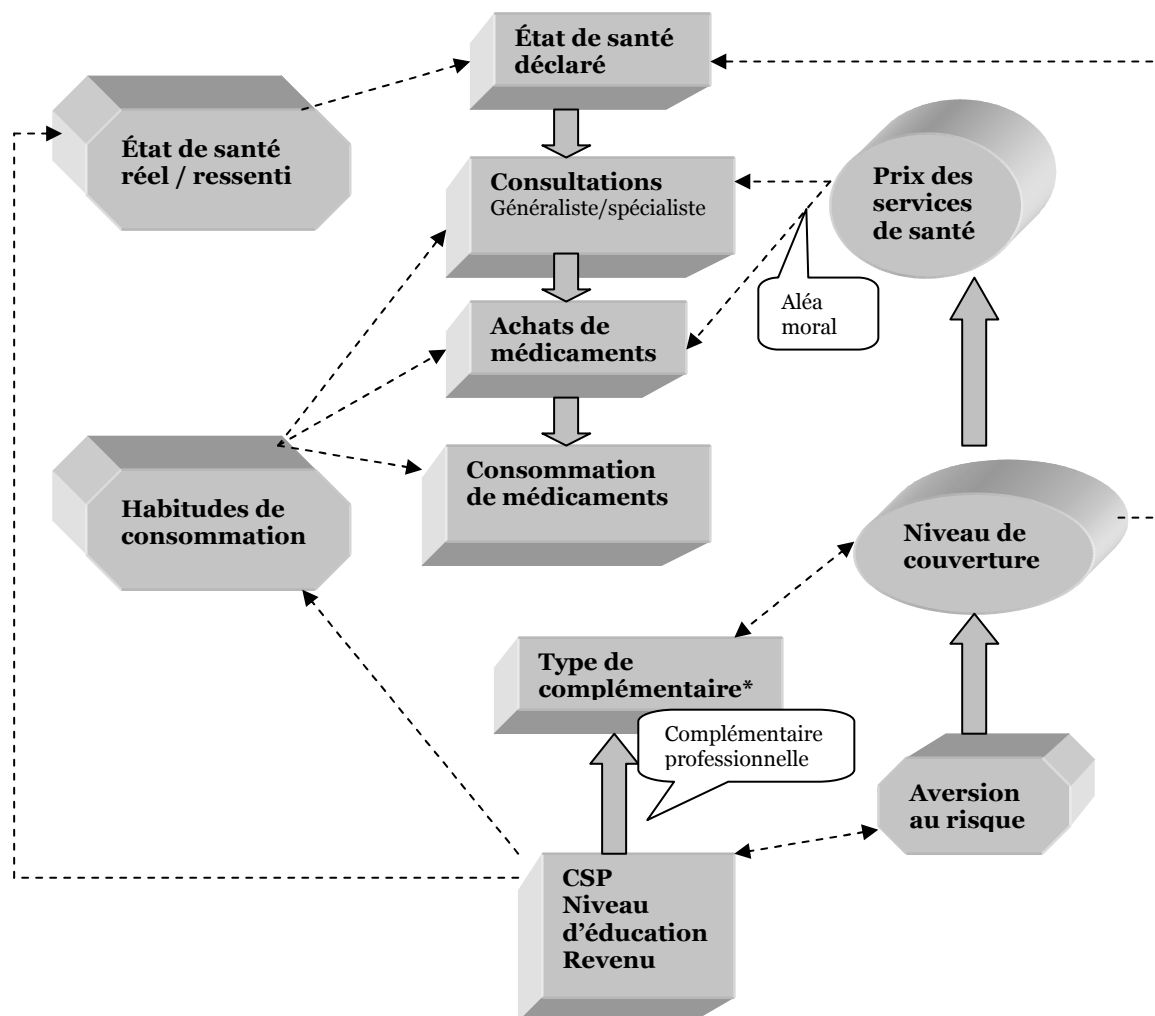 État de santé
déclaré
État de santé
réel / ressenti
Consultations
Généraliste/spécialiste
Prix des
services
de santé
Aléa
moral
Achats de
médicaments
Consommation
de médicaments
Habitudes de
consommation
Niveau de
couverture
Type de
complémentaire*
Complémentaire
professionnelle
Aversion
au risque
CSP
Niveau
d’éducation
Revenu